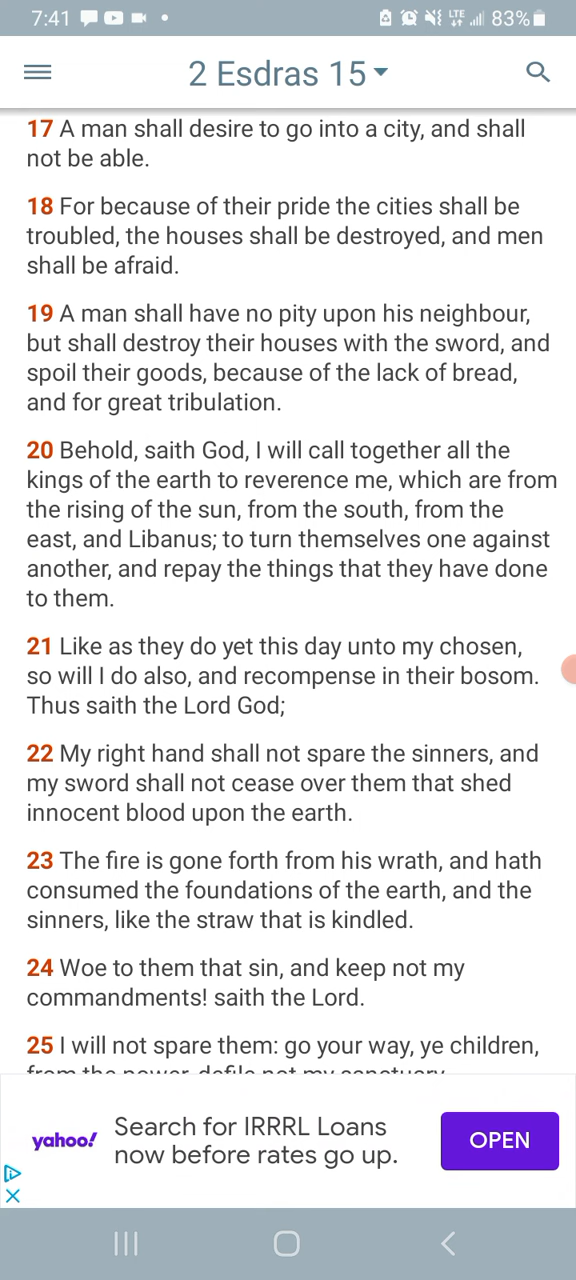 7:41
LTE
83%
2 Esdras 15
17 A man shall desire to go into a city, and shall
not be able.
18 For because of their pride the cities shall be
troubled, the houses shall be destroyed, and men
shall be afraid.
19 A man shall have no pity upon his neighbour,
but shall destroy their houses with the sword, and
spoil their goods, because of the lack of bread,
and for great tribulation.
20 Behold, saith God, I will call together all the
kings of the earth to reverence me, which are from
the rising of the sun, from the south, from the
east, and Libanus; to turn themselves one against
another, and repay the things that they have done
to them.
21 Like as they do yet this day unto my chosen,
so will I do also, and recompense in their bosom.
Thus saith the Lord God;
22 My right hand shall not spare the sinners, and
my sword shall not cease over them that shed
innocent blood upon the earth.
23 The fire is gone forth from his wrath, and hath
consumed the foundations of the earth, and the
sinners, like the straw that is kindled.
24 Woe to them that sin, and keep not my
commandments! saith the Lord.
25 I will not spare them: go your way, ye children,
from the power, defile not my sanctuary.
yahoo!
Search for IRRRL Loans
now before rates go up.
OPEN